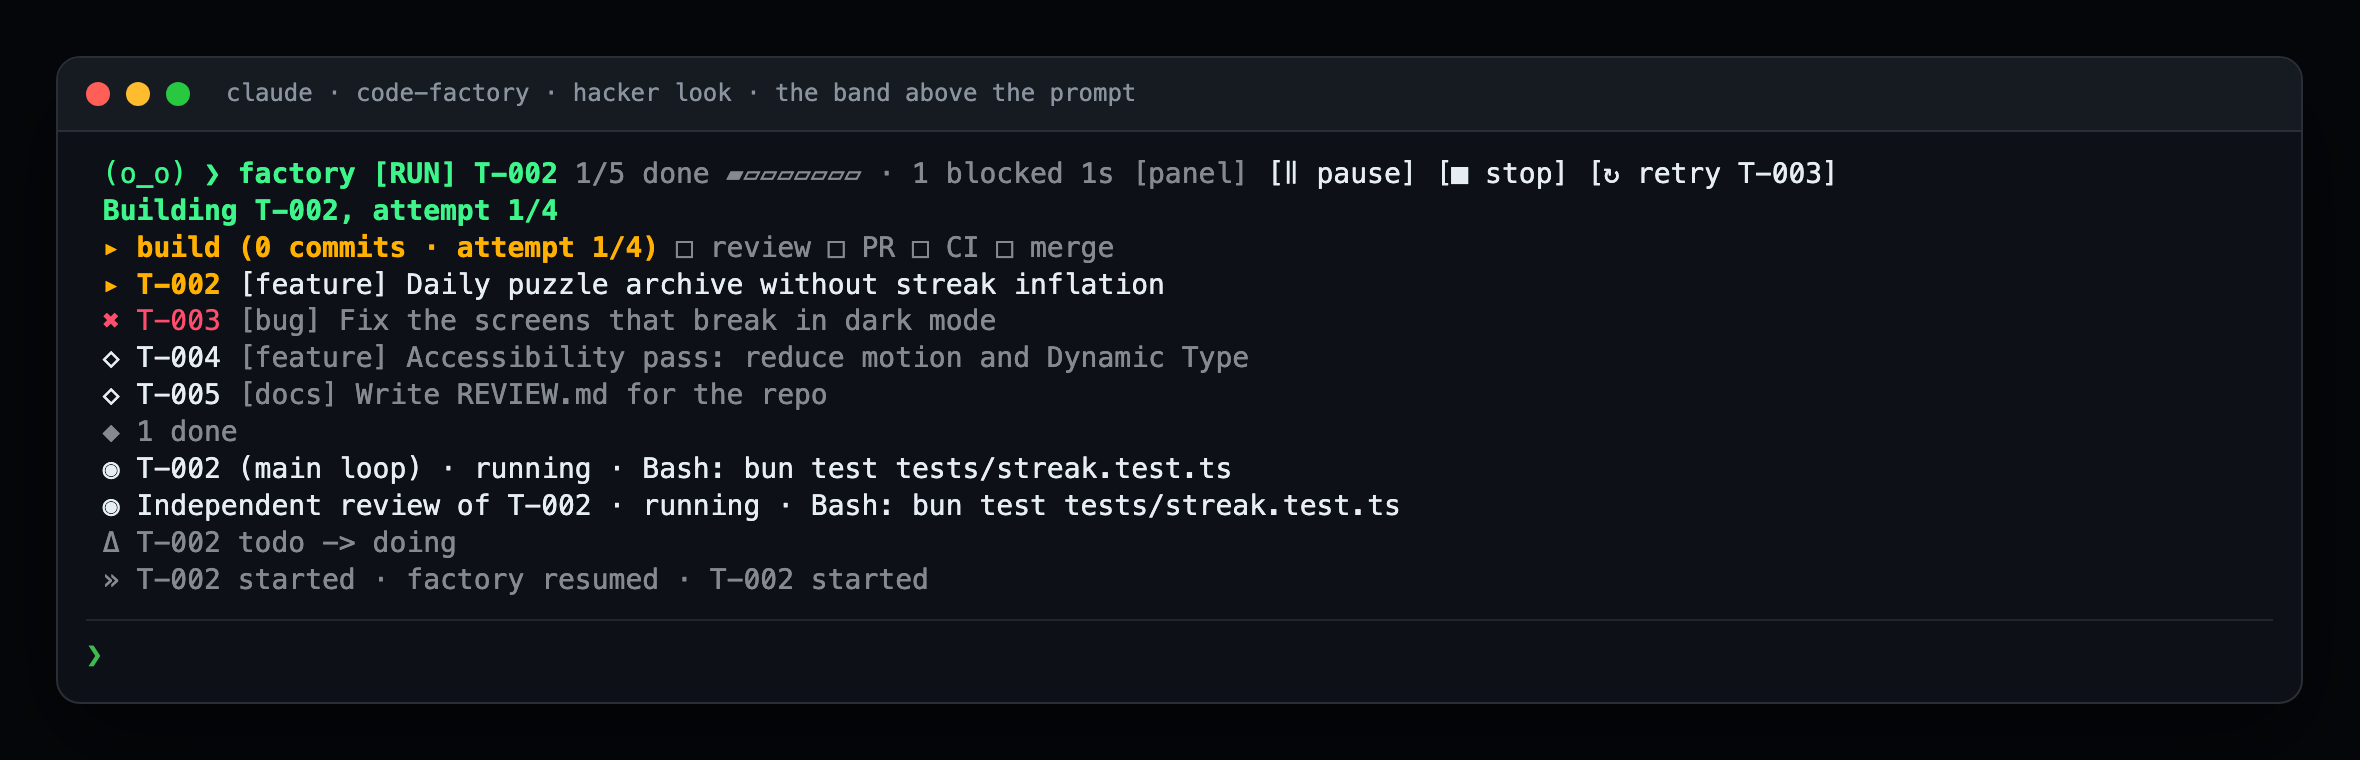 claude · code-factory · hacker look · the band above the prompt
(o_o) ❯ factory [RUN] T-002 1/5 done ▰▱▱▱▱▱▱▱ · 1 blocked 1s [panel] [‖ pause] [■ stop] [↻ retry T-003]
Building T-002, attempt 1/4
▸ build (0 commits · attempt 1/4) □ review □ PR □ CI □ merge
▸ T-002 [feature] Daily puzzle archive without streak inflation
✖ T-003 [bug] Fix the screens that break in dark mode
◇ T-004 [feature] Accessibility pass: reduce motion and Dynamic Type
◇ T-005 [docs] Write REVIEW.md for the repo
◆ 1 done
◉ T-002 (main loop) · running · Bash: bun test tests/streak.test.ts
◉ Independent review of T-002 · running · Bash: bun test tests/streak.test.ts
Δ T-002 todo -> doing
» T-002 started · factory resumed · T-002 started
❯